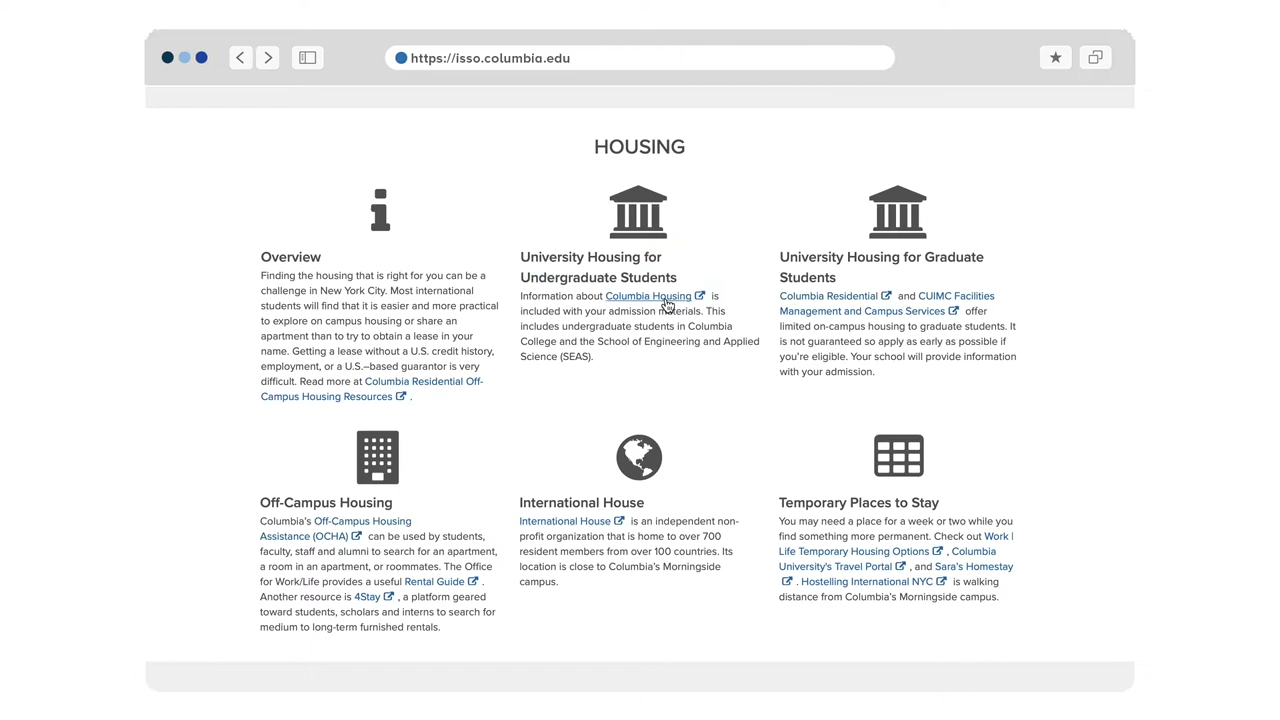 https://isso.columbia.edu
HOUSING
Overview
Finding the housing that is right for you can be a
challenge in New York City. Most international
students will find that it is easier and more practical
to explore on campus housing or share an
apartment than to try to obtain a lease in your
name. Getting a lease without a U.S. credit history,
employment, or a U.S.–based guarantor is very
difficult. Read more at Columbia Residential Off-
Campus Housing Resources .
University Housing for
Undergraduate Students
Information about Columbia Housing is
included with your admission materials. This
includes undergraduate students in Columbia
College and the School of Engineering and Applied
Science (SEAS).
University Housing for Graduate
Students
Columbia Residential and CUIMC Facilities
Management and Campus Services offer
limited on-campus housing to graduate students. It
is not guaranteed so apply as early as possible if
you're eligible. Your school will provide information
with your admission.
Off-Campus Housing
Columbia's Off-Campus Housing
Assistance (OCHA) can be used by students,
faculty, staff and alumni to search for an apartment,
a room in an apartment, or roommates. The Office
for Work/Life provides a useful Rental Guide .
Another resource is 4Stay , a platform geared
toward students, scholars and interns to search for
medium to long-term furnished rentals.
International House
International House is an independent non-
profit organization that is home to over 700
resident members from over 100 countries. Its
location is close to Columbia's Morningside
campus.
Temporary Places to Stay
You may need a place for a week or two while you
find something more permanent. Check out Work |
Life Temporary Housing Options , Columbia
University's Travel Portal , and Sara's Homestay
. Hostelling International NYC is walking
distance from Columbia's Morningside campus.